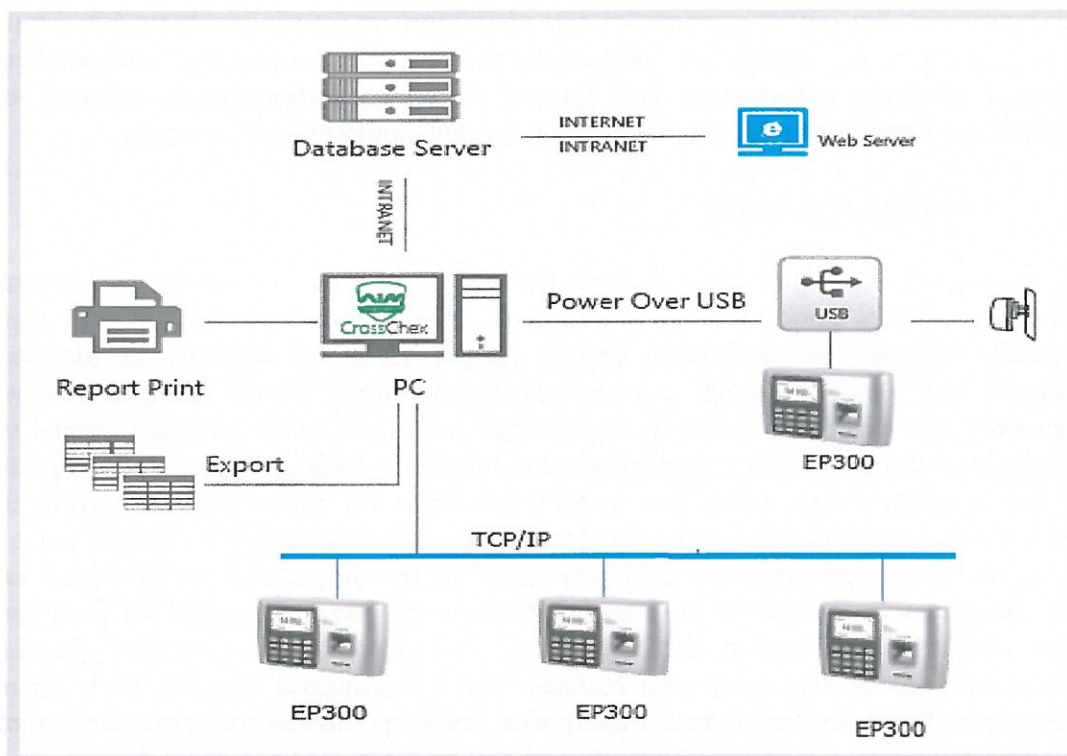 INTERNET
INTRANET
Database Server
Web Server
INTRANET
CrossChex
Power Over USB
USB
Report Print
PC
EP300
Export
TCP/IP
EP300
EP300
EP300